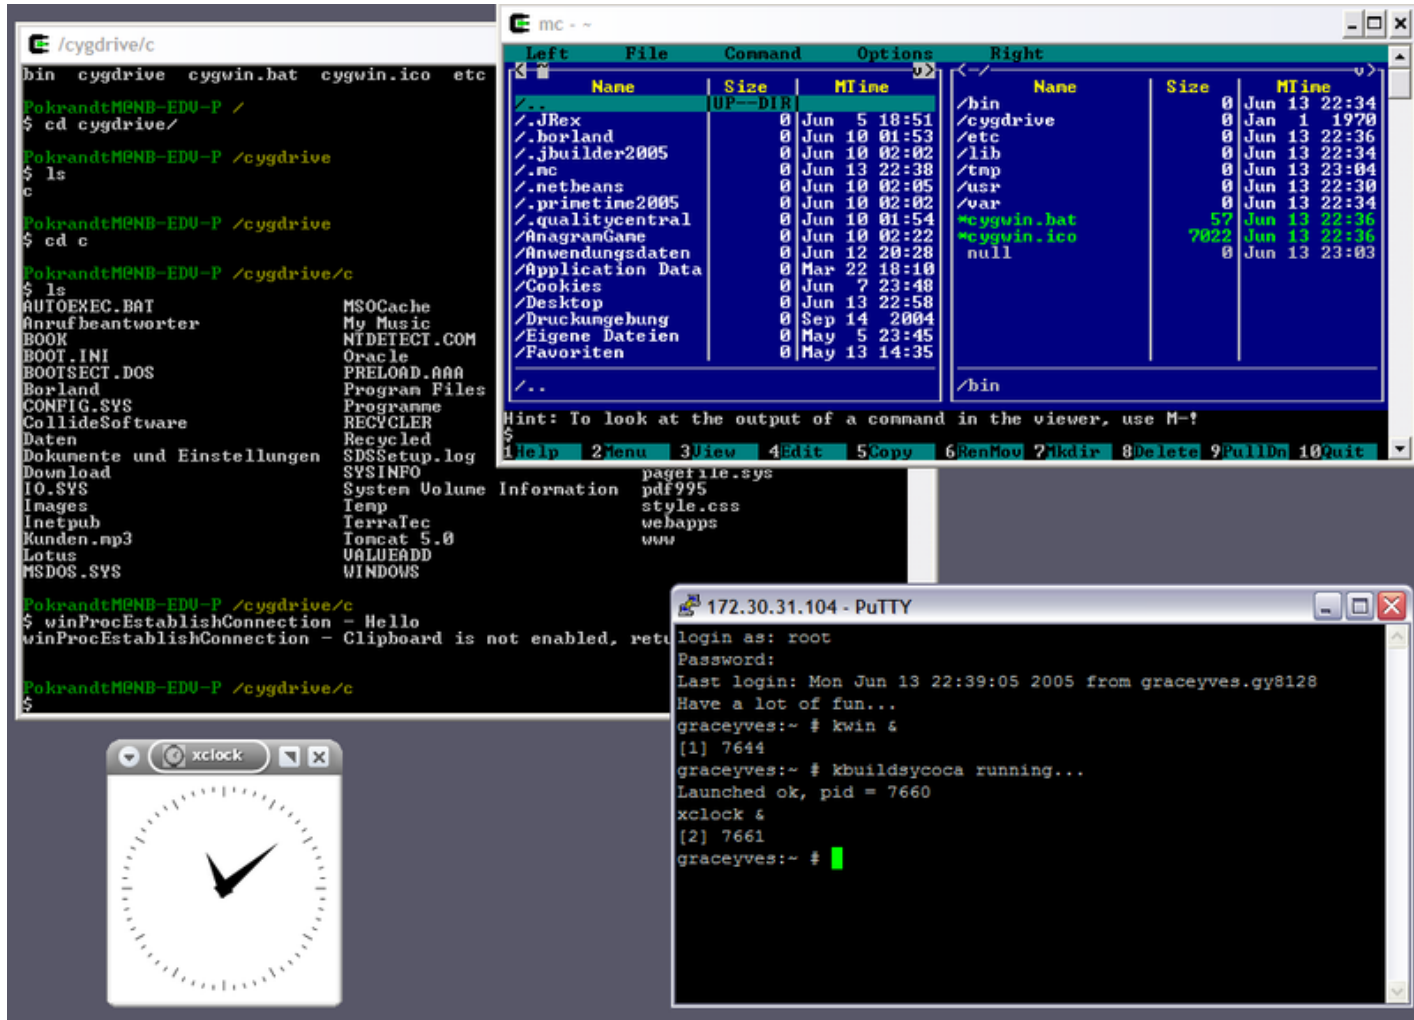 /cygdrive/c
bin cygdrive cygwin.bat cygwin.ico etc
PokrandtM@NB-EDU-P /
$ cd cygdrive/
PokrandtM@NB-EDU-P /cygdrive
$ ls
c
PokrandtM@NB-EDU-P /cygdrive
$ cd c
PokrandtM@NB-EDU-P /cygdrive/c
$ ls
AUTOEXEC.BAT MSOCache
Anrufbeantworter My Music
BOOK NTDETECT.COM
BOOT.INI Oracle
BOOTSECT.DOS PRELOAD.AAA
Borland Program Files
CONFIG.SYS Programme
CollideSoftware RECYCLER
Daten Recycled
Dokumente und Einstellungen SDSSetup.log
Download SYSINFO pagefile.sys
IO.SYS System Volume Information pdf995
Images Temp style.css
Inetpub TerraTec webapps
Kunden.mp3 Tomcat 5.0 www
Lotus VALUEADD
MSDOS.SYS WINDOWS
PokrandtM@NB-EDU-P /cygdrive/c
$ winProcEstablishConnection - Hello
winProcEstablishConnection - Clipboard is not enabled, retu
PokrandtM@NB-EDU-P /cygdrive/c
$
mc - ~
Left File Command Options Right
<~ v> <-/ v>
Name Size MTime Name Size MTime
/.. UP--DIR /bin 0 Jun 13 22:34
/.JRex 0 Jun 5 18:51 /cygdrive 0 Jan 1 1970
/.borland 0 Jun 10 01:53 /etc 0 Jun 13 22:36
/.jbuilder2005 0 Jun 10 02:02 /lib 0 Jun 13 22:34
/.mc 0 Jun 13 22:38 /tmp 0 Jun 13 23:04
/.netbeans 0 Jun 10 02:05 /usr 0 Jun 13 22:30
/.primetime2005 0 Jun 10 02:02 /var 0 Jun 13 22:34
/.qualitycentral 0 Jun 10 01:54 *cygwin.bat 57 Jun 13 22:36
/AnagramGame 0 Jun 10 02:22 *cygwin.ico 7022 Jun 13 22:36
/Anwendungsdaten 0 Jun 12 20:28 null 0 Jun 13 23:03
/Application Data 0 Mar 22 18:10
/Cookies 0 Jun 7 23:48
/Desktop 0 Jun 13 22:58
/Druckumgebung 0 Sep 14 2004
/Eigene Dateien 0 May 5 23:45
/Favoriten 0 May 13 14:35
/.. /bin
Hint: To look at the output of a command in the viewer, use M-!
$
1Help 2Menu 3View 4Edit 5Copy 6RenMov 7Mkdir 8Delete 9PullDn 10Quit
172.30.31.104 - PuTTY
login as: root
Password:
Last login: Mon Jun 13 22:39:05 2005 from graceyves.gy8128
Have a lot of fun...
graceyves:~ # kwin &
[1] 7644
graceyves:~ # kbuildsycoca running...
Launched ok, pid = 7660
xclock &
[2] 7661
graceyves:~ #
xclock